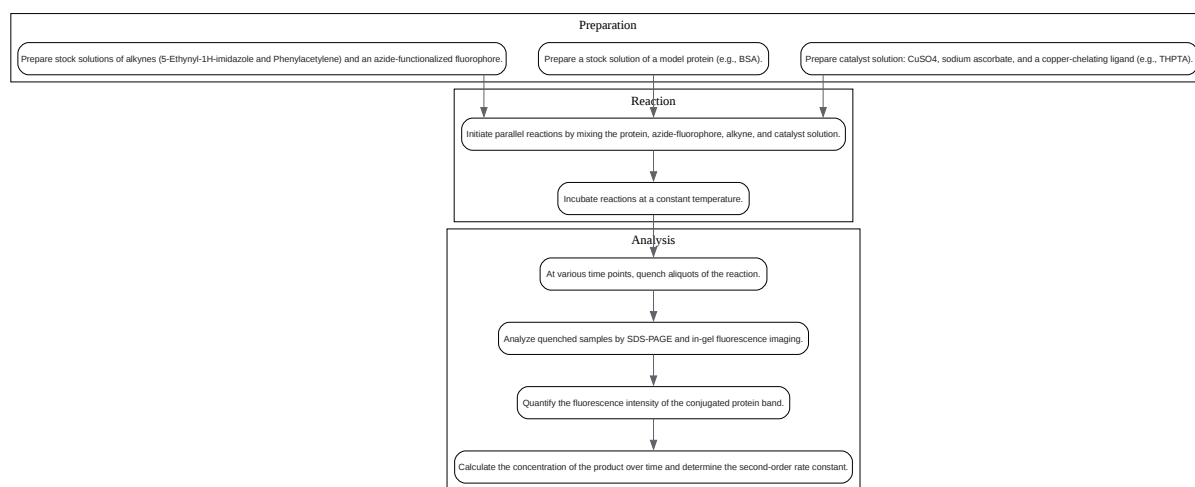 Preparation
Prepare stock solutions of alkynes (5-Ethynyl-1H-imidazole and Phenylacetylene) and an azide-functionalized fluorophore.
Prepare a stock solution of a model protein (e.g., BSA).
Prepare catalyst solution: CuSO4, sodium ascorbate, and a copper-chelating ligand (e.g., THPTA).
Reaction
Initiate parallel reactions by mixing the protein, azide-fluorophore, alkyne, and catalyst solution.
Incubate reactions at a constant temperature.
Analysis
At various time points, quench aliquots of the reaction.
Analyze quenched samples by SDS-PAGE and in-gel fluorescence imaging.
Quantify the fluorescence intensity of the conjugated protein band.
Calculate the concentration of the product over time and determine the second-order rate constant.